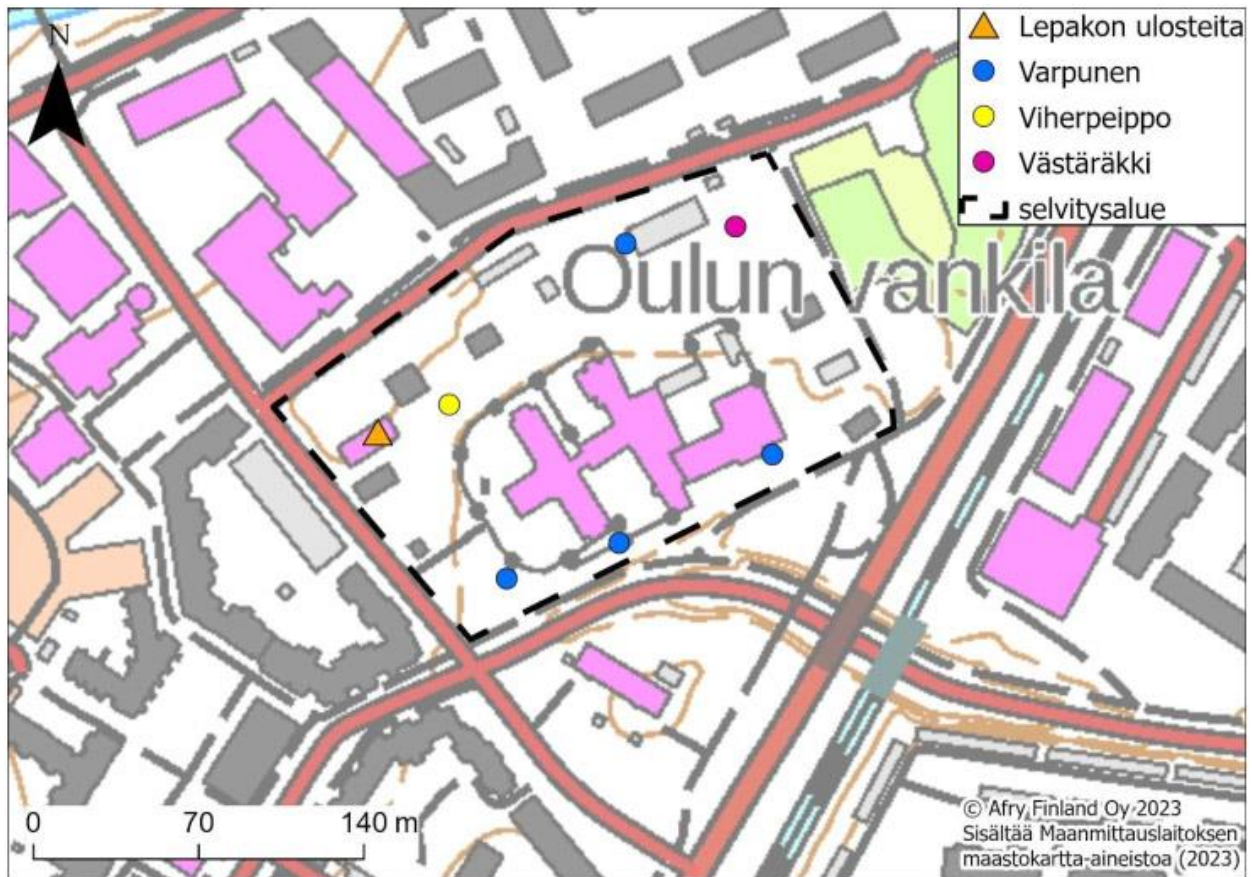 N
Lepakon ulosteita
Varpunen
Viherpeippo
Västäräkki
selvitysalue
Oulun vankila
0 70 140 m
© Afry Finland Oy 2023
Sisältää Maanmittauslaitoksen
maastokartta-aineistoa (2023)